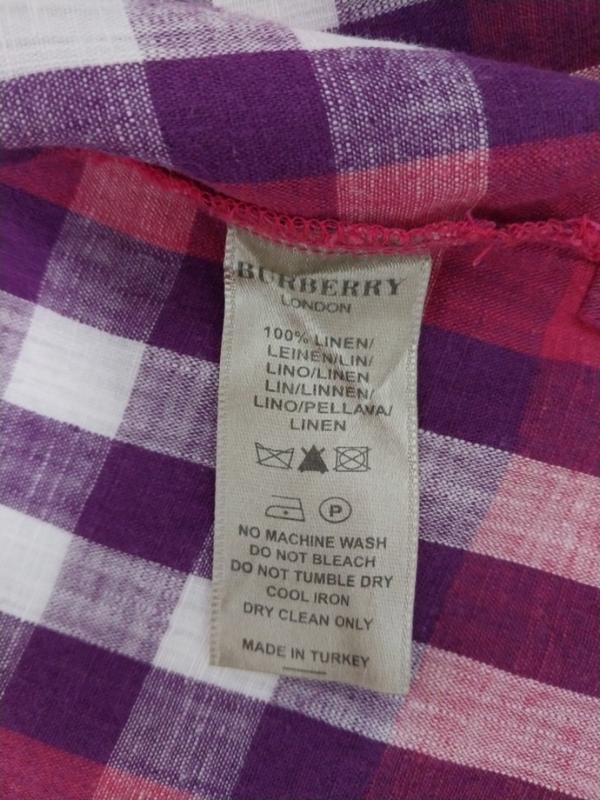 BURBERRY
LONDON
100% LINEN/
LEINEN/LIN/
LINO/LINEN
LIN/LINNEN/
LINO/PELLAVA/
LINEN
P
NO MACHINE WASH
DO NOT BLEACH
DO NOT TUMBLE DRY
COOL IRON
DRY CLEAN ONLY
MADE IN TURKEY